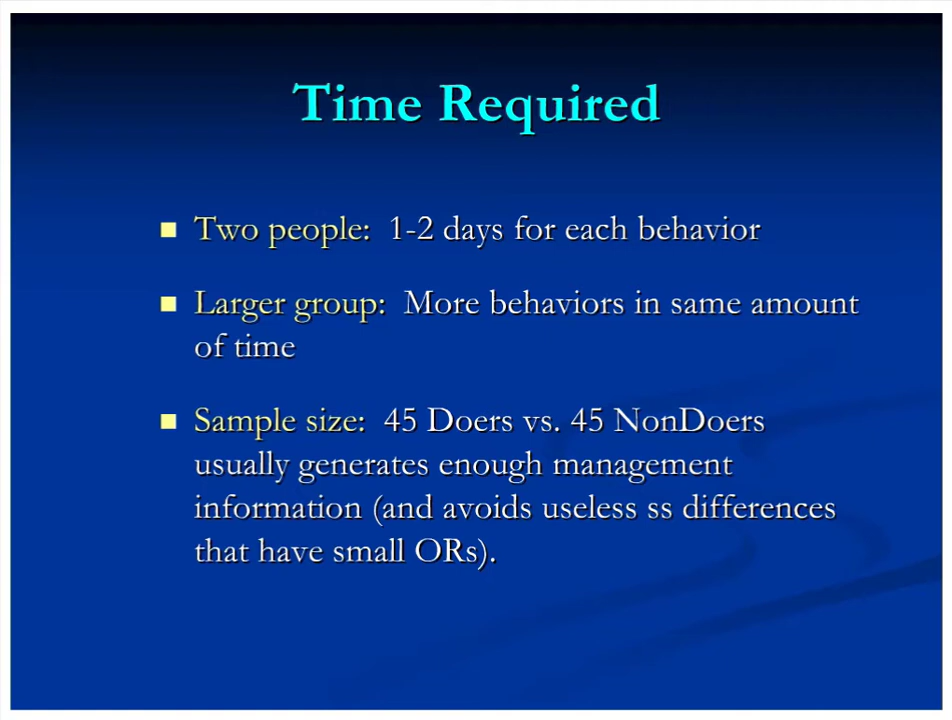 Time Required
Two people: 1-2 days for each behavior
Larger group: More behaviors in same amount
of time
Sample size: 45 Doers vs. 45 NonDoers
usually generates enough management
information (and avoids useless ss differences
that have small ORs).